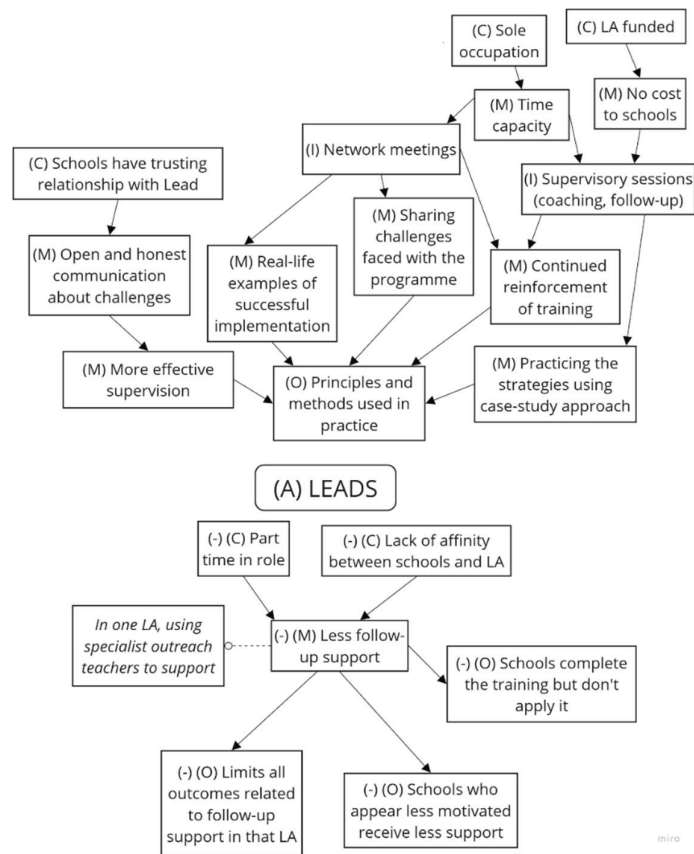 (C) Sole
occupation
(C) LA funded
(M) Time
capacity
(M) No cost
to schools
(I) Network meetings
(C) Schools have trusting
relationship with Lead
(I) Supervisory sessions
(coaching, follow-up)
(M) Sharing
challenges
faced with the
programme
(M) Open and honest
communication
about challenges
(M) Real-life
examples of
successful
implementation
(M) Continued
reinforcement
of training
(M) More effective
supervision
(O) Principles and
methods used in
practice
(M) Practicing the
strategies using
case-study approach
(A) LEADS
(-) (C) Part
time in role
(-) (C) Lack of affinity
between schools and LA
In one LA, using
specialist outreach
teachers to support
(-) (M) Less follow-
up support
(-) (O) Schools complete
the training but don't
apply it
(-) (O) Limits all
outcomes related
to follow-up
support in that LA
(-) (O) Schools who
appear less motivated
receive less support
miro